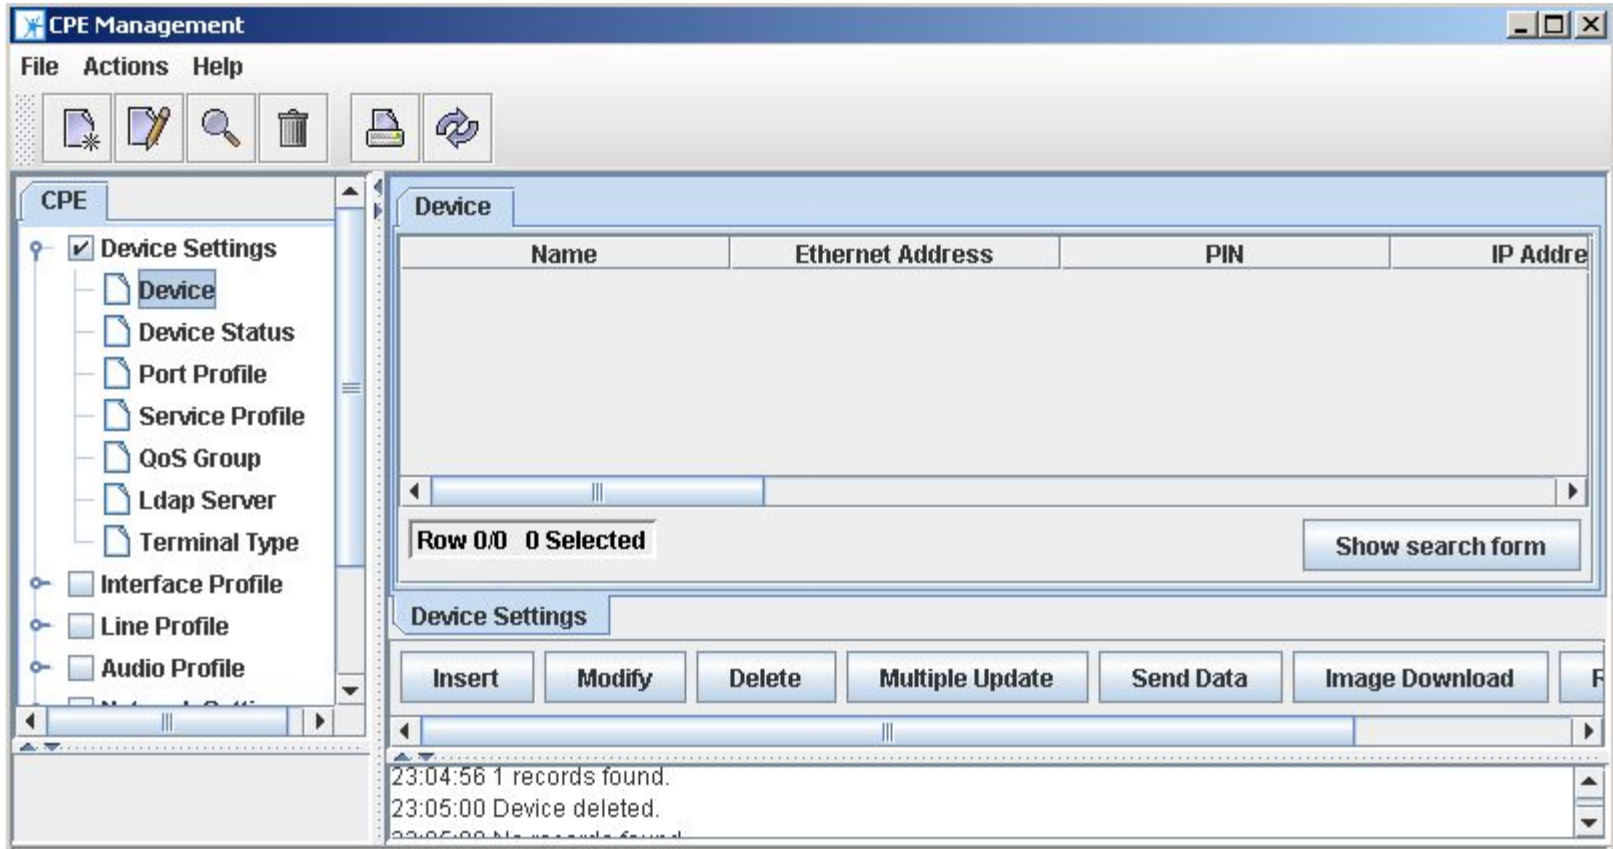 CPE Management
File Actions Help
CPE
Device Settings
Device
Device Status
Port Profile
Service Profile
QoS Group
Ldap Server
Terminal Type
Interface Profile
Line Profile
Audio Profile
Device
Name Ethernet Address PIN IP Addre
Row 0/0 0 Selected
Show search form
Device Settings
Insert Modify Delete Multiple Update Send Data Image Download
23:04:56 1 records found.
23:05:00 Device deleted.